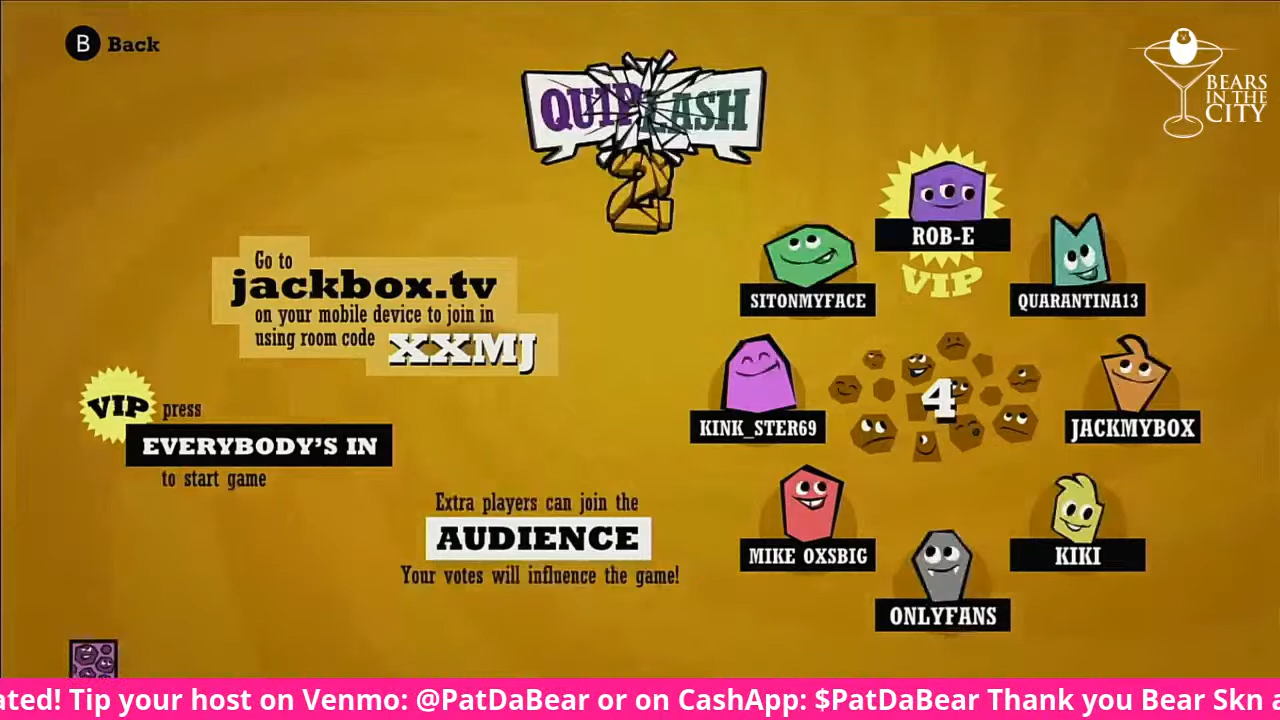 B Back
QUIPLASH
2
BEARS
IN THE
CITY
ROB-E
VIP
SITONMYFACE
QUARANTINA13
Go to
jackbox.tv
on your mobile device to join in
using room code
XXMJ
KINK_STER69
4
JACKMYBOX
VIP press
EVERYBODY'S IN
to start game
Extra players can join the
AUDIENCE
Your votes will influence the game!
MIKE OXSBIG
KIKI
ONLYFANS
ated! Tip your host on Venmo: @PatDaBear or on CashApp: $PatDaBear Thank you Bear Skn a